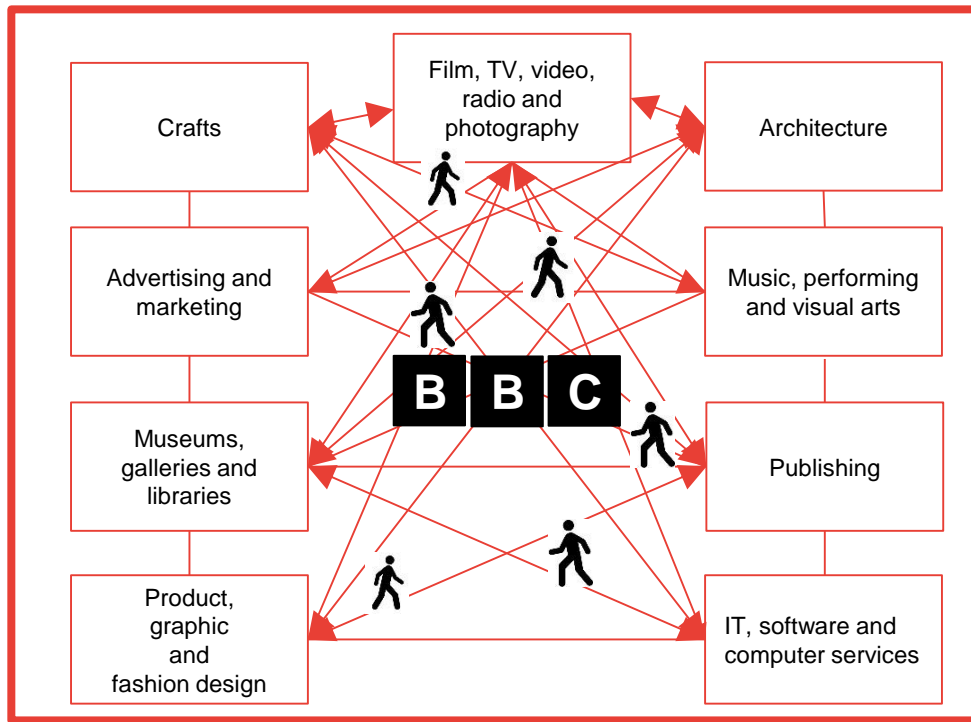 Film, TV, video,
radio and
photography
Crafts
Architecture
Advertising and
marketing
Music, performing
and visual arts
B B C
Museums,
galleries and
libraries
Publishing
Product,
graphic
and
fashion design
IT, software and
computer services